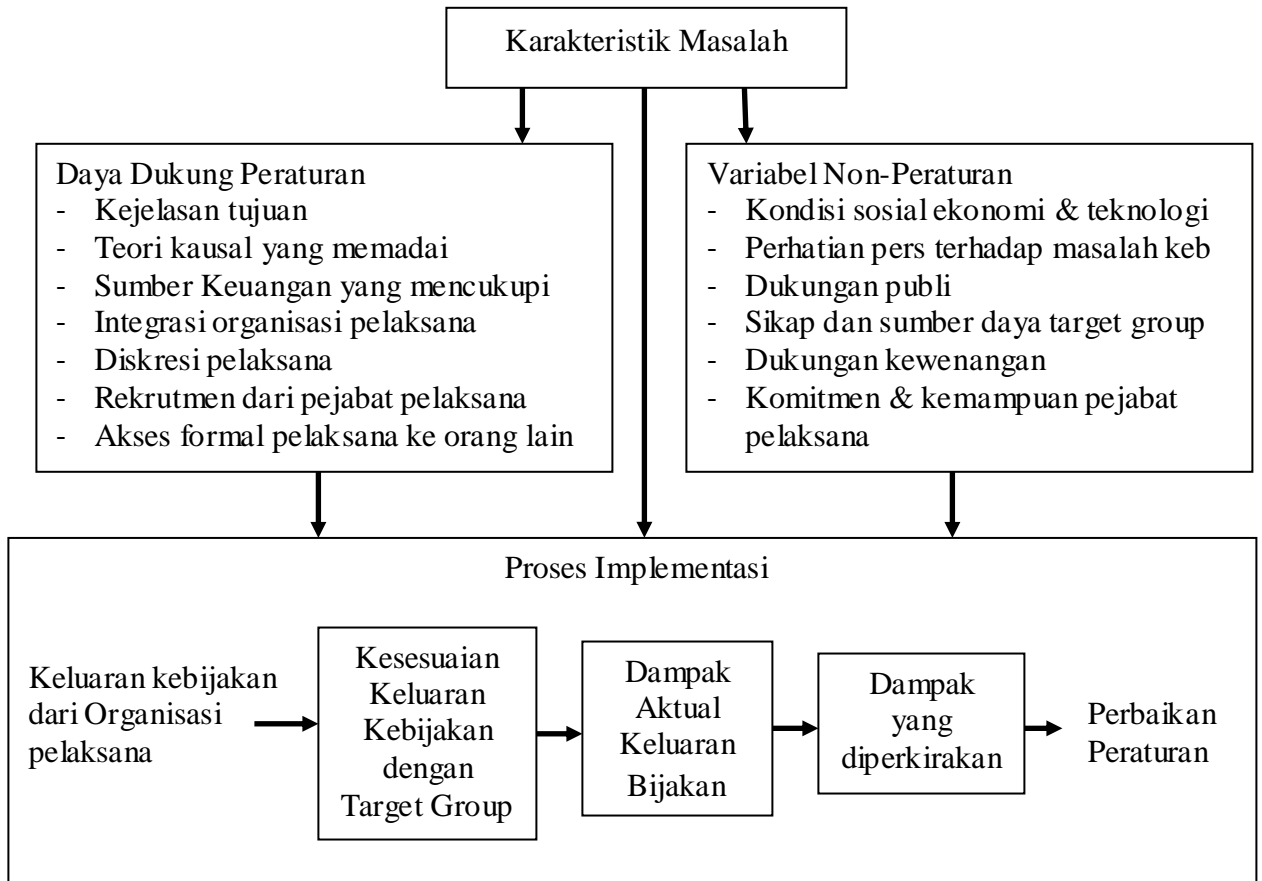 Karakteristik Masalah
Daya Dukung Peraturan
- Kejelasan tujuan
- Teori kausal yang memadai
- Sumber Keuangan yang mencukupi
- Integrasi organisasi pelaksana
- Diskresi pelaksana
- Rekrutmen dari pejabat pelaksana
- Akses formal pelaksana ke orang lain
Variabel Non-Peraturan
- Kondisi sosial ekonomi & teknologi
- Perhatian pers terhadap masalah keb
- Dukungan publi
- Sikap dan sumber daya target group
- Dukungan kewenangan
- Komitmen & kemampuan pejabat
pelaksana
Proses Implementasi
Keluaran kebijakan
dari Organisasi
pelaksana
Kesesuaian
Keluaran
Kebijakan
dengan
Target Group
Dampak
Aktual
Keluaran
Bijakan
Dampak
yang
diperkirakan
Perbaikan
Peraturan